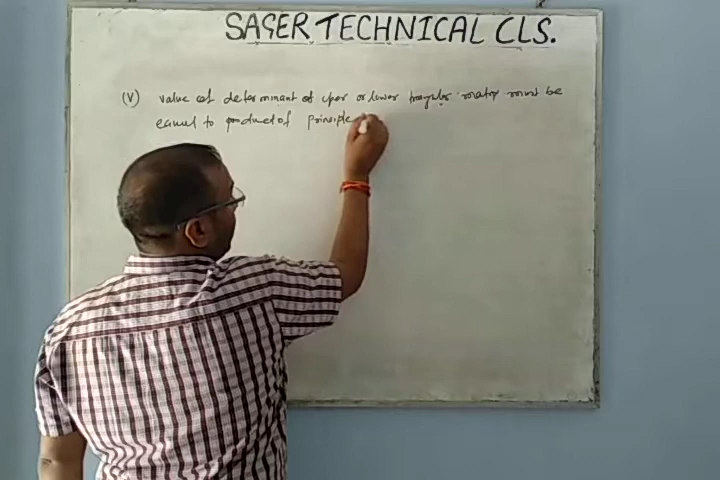 SAGER TECHNICAL CLS.
(V) value of determinant of uper or lower trangular matrix must be
equal to product of principle